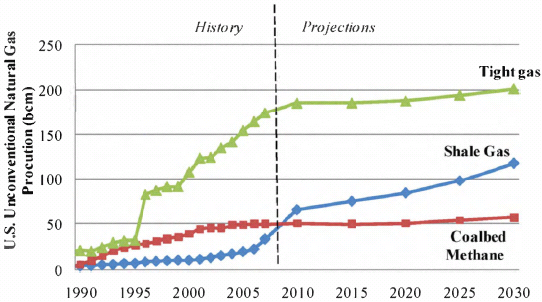 History
Projections
U.S. Unconventional Natural Gas
Procution (bcm)
250
200
150
100
50
0
Tight gas
Shale Gas
Coalbed
Methane
1990 1995 2000 2005 2010 2015 2020 2025 2030